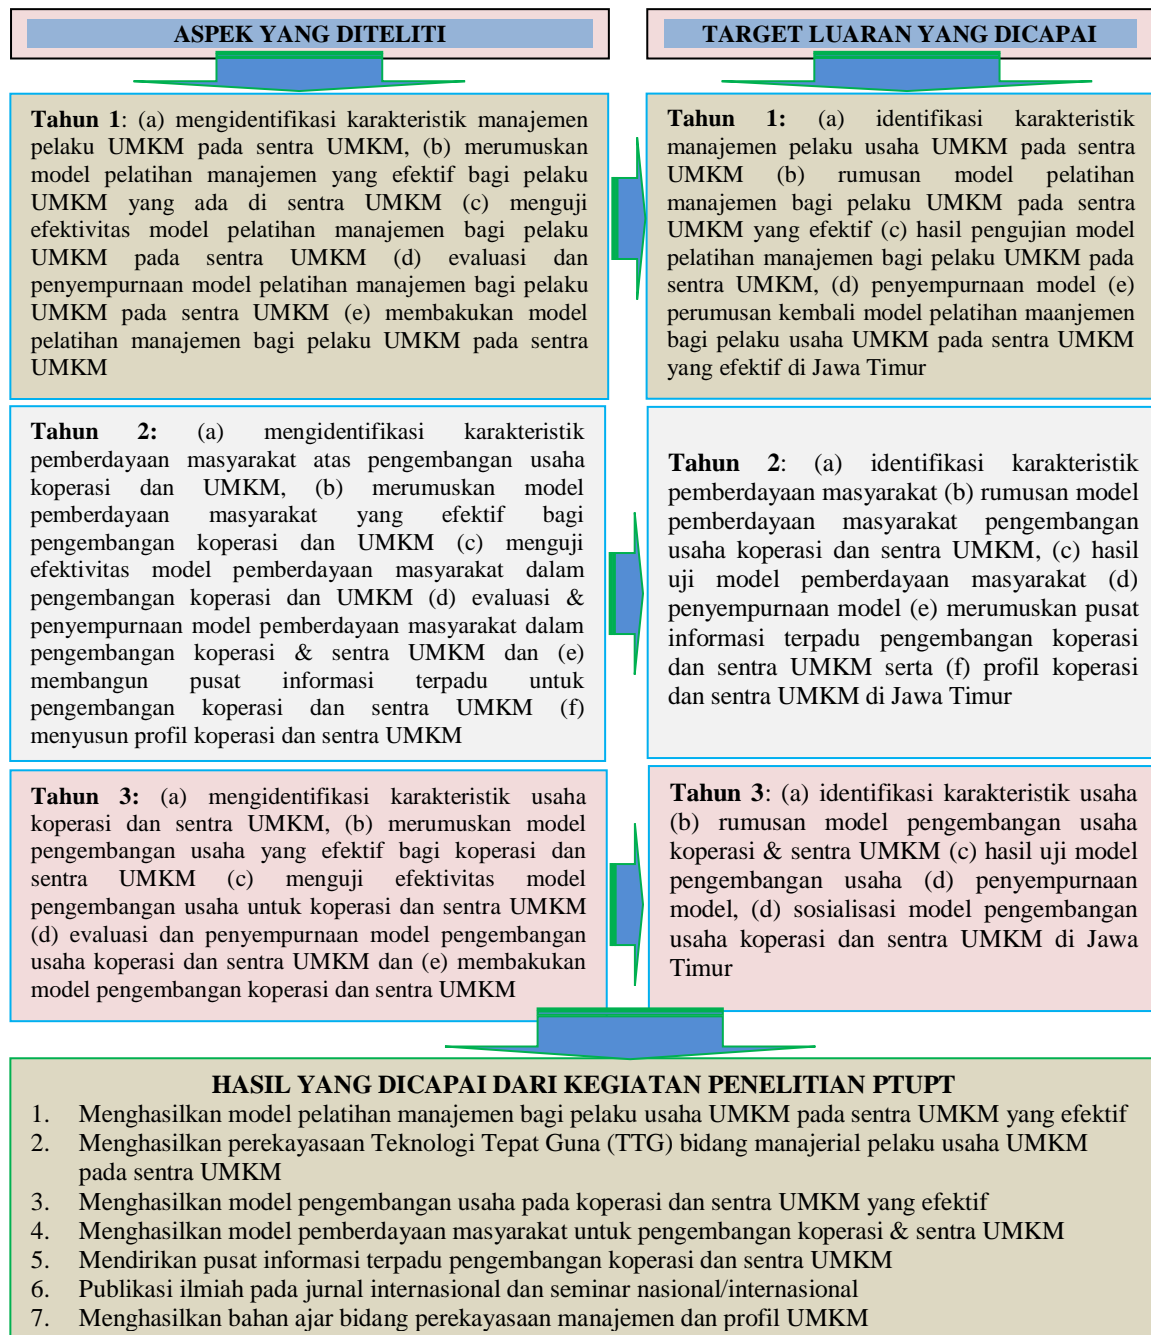 ASPEK YANG DITELITI
TARGET LUARAN YANG DICAPAI
Tahun 1: (a) mengidentifikasi karakteristik manajemen
pelaku UMKM pada sentra UMKM, (b) merumuskan
model pelatihan manajemen yang efektif bagi pelaku
UMKM yang ada di sentra UMKM (c) menguji
efektivitas model pelatihan manajemen bagi pelaku
UMKM pada sentra UMKM (d) evaluasi dan
penyempurnaan model pelatihan manajemen bagi pelaku
UMKM pada sentra UMKM (e) membakukan model
pelatihan manajemen bagi pelaku UMKM pada sentra
UMKM
Tahun 1: (a) identifikasi karakteristik
manajemen pelaku usaha UMKM pada sentra
UMKM (b) rumusan model pelatihan
manajemen bagi pelaku UMKM pada sentra
UMKM yang efektif (c) hasil pengujian model
pelatihan manajemen bagi pelaku UMKM pada
sentra UMKM, (d) penyempurnaan model (e)
perumusan kembali model pelatihan maanjemen
bagi pelaku usaha UMKM pada sentra UMKM
yang efektif di Jawa Timur
Tahun 2: (a) mengidentifikasi karakteristik
pemberdayaan masyarakat atas pengembangan usaha
koperasi dan UMKM, (b) merumuskan model
pemberdayaan masyarakat yang efektif bagi
pengembangan koperasi dan UMKM (c) menguji
efektivitas model pemberdayaan masyarakat dalam
pengembangan koperasi dan UMKM (d) evaluasi &
penyempurnaan model pemberdayaan masyarakat dalam
pengembangan koperasi & sentra UMKM dan (e)
membangun pusat informasi terpadu untuk
pengembangan koperasi dan sentra UMKM (f)
menyusun profil koperasi dan sentra UMKM
Tahun 2: (a) identifikasi karakteristik
pemberdayaan masyarakat (b) rumusan model
pemberdayaan masyarakat pengembangan
usaha koperasi dan sentra UMKM, (c) hasil
uji model pemberdayaan masyarakat (d)
penyempurnaan model (e) merumuskan pusat
informasi terpadu pengembangan koperasi
dan sentra UMKM serta (f) profil koperasi
dan sentra UMKM di Jawa Timur
Tahun 3: (a) mengidentifikasi karakteristik usaha
koperasi dan sentra UMKM, (b) merumuskan model
pengembangan usaha yang efektif bagi koperasi dan
sentra UMKM (c) menguji efektivitas model
pengembangan usaha untuk koperasi dan sentra UMKM
(d) evaluasi dan penyempurnaan model pengembangan
usaha koperasi dan sentra UMKM dan (e) membakukan
model pengembangan koperasi dan sentra UMKM
Tahun 3: (a) identifikasi karakteristik usaha
(b) rumusan model pengembangan usaha
koperasi & sentra UMKM (c) hasil uji model
pengembangan usaha (d) penyempurnaan
model, (d) sosialisasi model pengembangan
usaha koperasi dan sentra UMKM di Jawa
Timur
HASIL YANG DICAPAI DARI KEGIATAN PENELITIAN PTUPT
1. Menghasilkan model pelatihan manajemen bagi pelaku usaha UMKM pada sentra UMKM yang efektif
2. Menghasilkan perekayasaan Teknologi Tepat Guna (TTG) bidang manajerial pelaku usaha UMKM
pada sentra UMKM
3. Menghasilkan model pengembangan usaha pada koperasi dan sentra UMKM yang efektif
4. Menghasilkan model pemberdayaan masyarakat untuk pengembangan koperasi & sentra UMKM
5. Mendirikan pusat informasi terpadu pengembangan koperasi dan sentra UMKM
6. Publikasi ilmiah pada jurnal internasional dan seminar nasional/internasional
7. Menghasilkan bahan ajar bidang perekayasaan manajemen dan profil UMKM